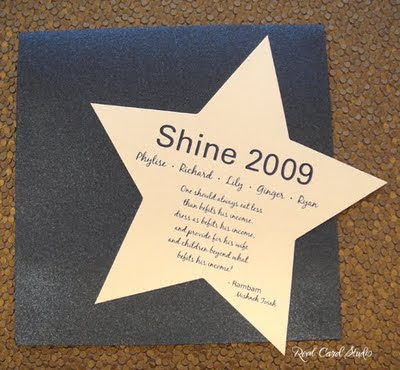 Shine 2009
Phylise • Richard • Lily • Ginger • Ryan
One should always eat less
than befits his income,
dress as befits his income,
and provide for his wife
and children beyond what
befits his income!
- Rambam
Mishneh Torah
Real Card Studio